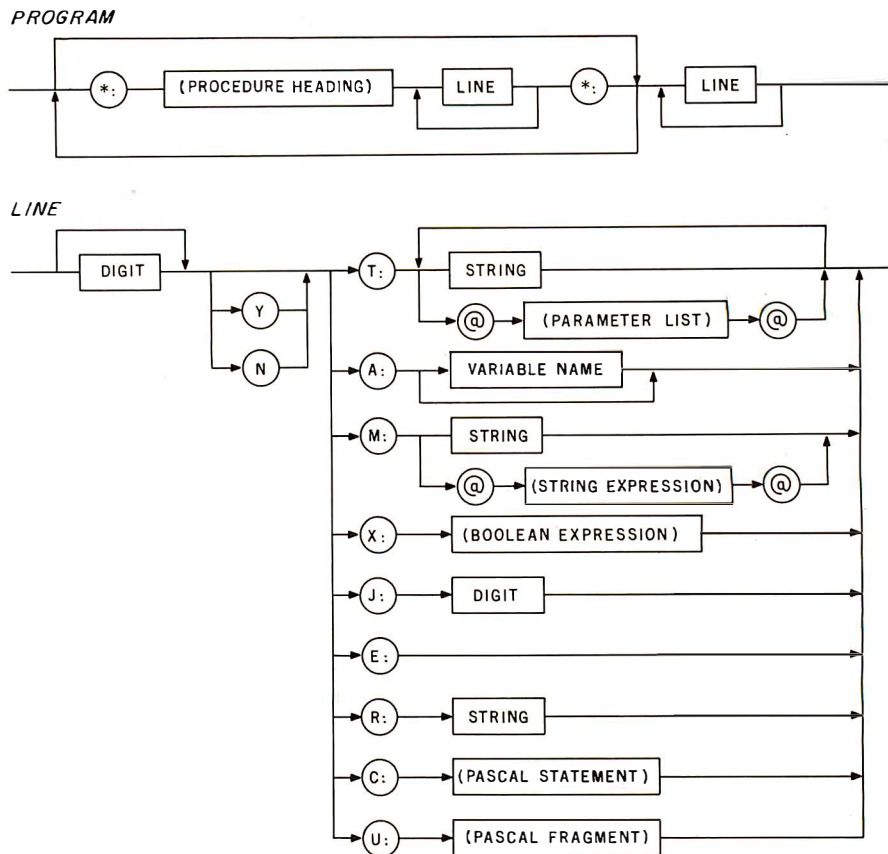 PROGRAM
*: (PROCEDURE HEADING) LINE *: LINE
LINE
DIGIT
Y
N
T: STRING
@ (PARAMETER LIST) @
A: VARIABLE NAME
M: STRING
@ (STRING EXPRESSION) @
X: (BOOLEAN EXPRESSION)
J: DIGIT
E:
R: STRING
C: (PASCAL STATEMENT)
U: (PASCAL FRAGMENT)